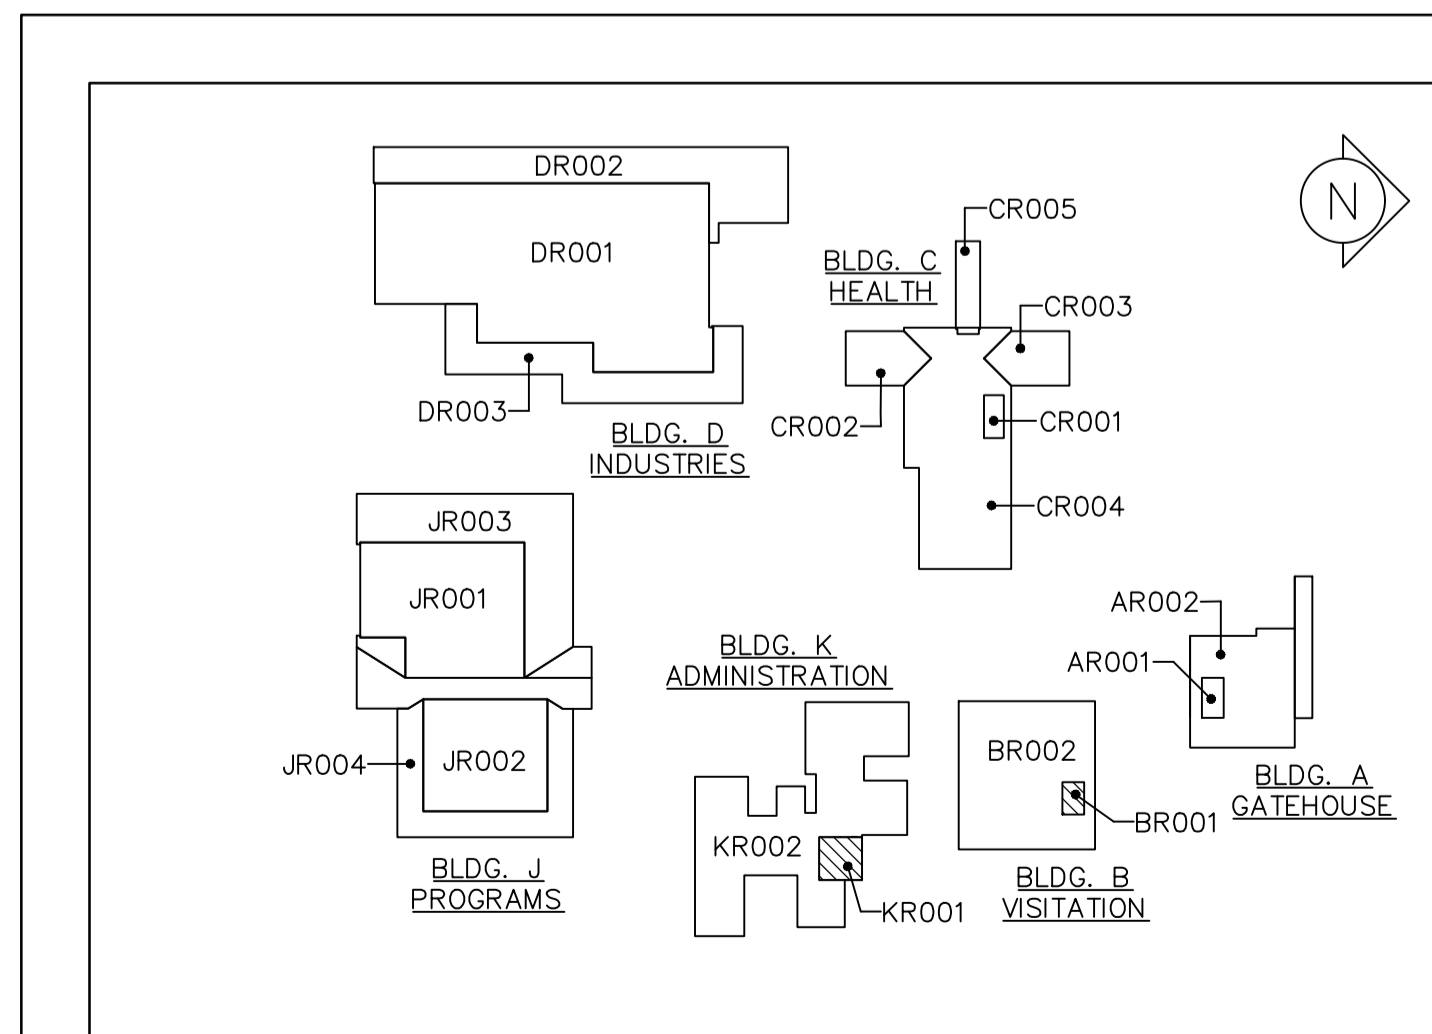 DR002
DR001
DR003
BLDG. D
INDUSTRIES
CR005
BLDG. C
HEALTH
CR003
CR002
CR001
CR004
N
JR003
JR001
JR004
JR002
BLDG. J
PROGRAMS
BLDG. K
ADMINISTRATION
KR002
KR001
BR002
BR001
BLDG. B
VISITATION
AR002
AR001
BLDG. A
GATEHOUSE